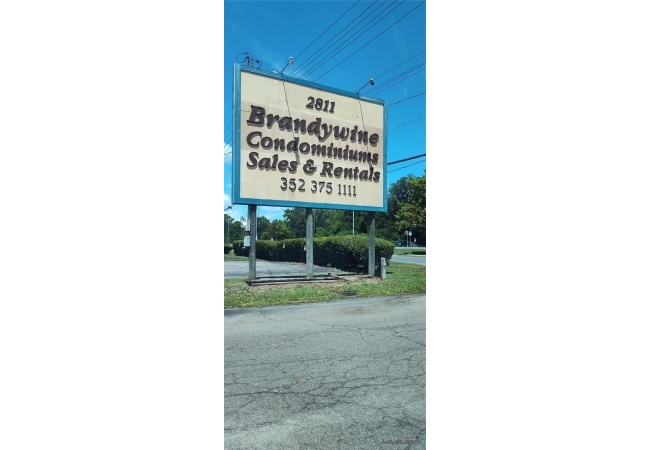 2811
Brandywine
Condominiums
Sales & Rentals
352 375 1111